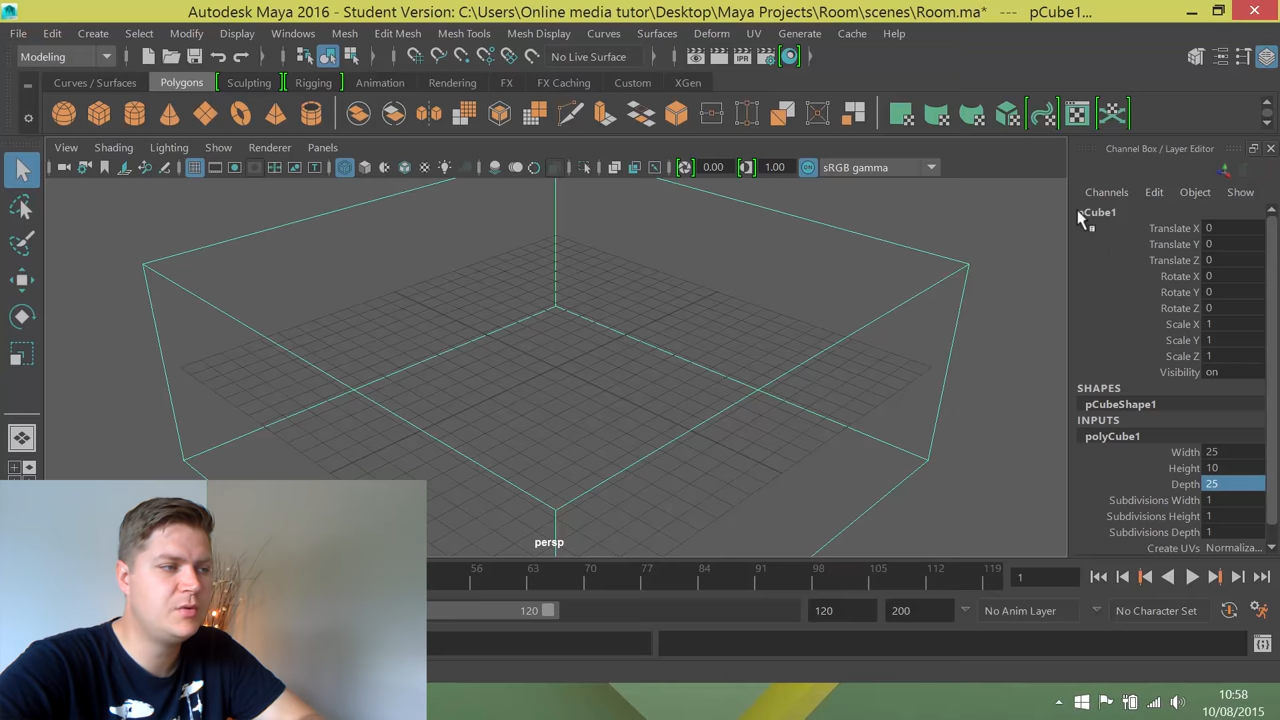 Autodesk Maya 2016 - Student Version: C:\Users\Online media tutor\Desktop\Maya Projects\Room\scenes\Room.ma* --- pCube1...
File Edit Create Select Modify Display Windows Mesh Edit Mesh Mesh Tools Mesh Display Curves Surfaces Deform UV Generate Cache Help
Modeling
No Live Surface
Curves / Surfaces Polygons Sculpting Rigging Animation Rendering FX FX Caching Custom XGen
View Shading Lighting Show Renderer Panels
0.00 1.00 ON sRGB gamma
persp
Channel Box / Layer Editor
Channels Edit Object Show
pCube1
Translate X 0
Translate Y 0
Translate Z 0
Rotate X 0
Rotate Y 0
Rotate Z 0
Scale X 1
Scale Y 1
Scale Z 1
Visibility on
SHAPES
pCubeShape1
INPUTS
polyCube1
Width 25
Height 10
Depth 25
Subdivisions Width 1
Subdivisions Height 1
Subdivisions Depth 1
Create UVs Normaliza...
56 63 70 77 84 91 98 105 112 119
1
120 120 200 No Anim Layer No Character Set
10:58
10/08/2015